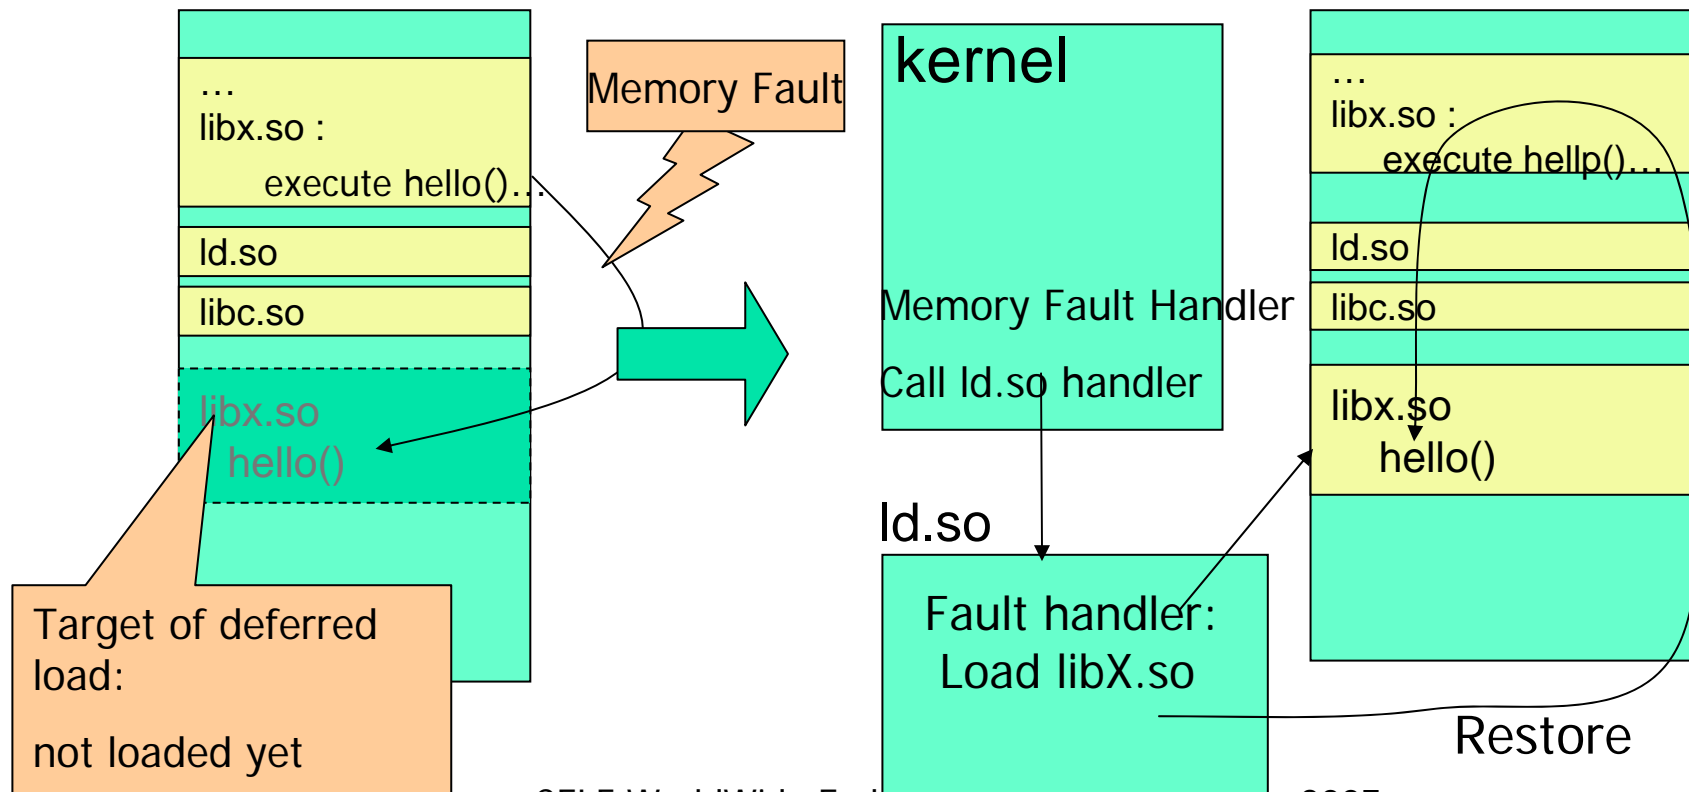 …
libx.so :
execute hello()…
ld.so
libc.so
libx.so
hello()
Target of deferred
load:
not loaded yet
Memory Fault
kernel
Memory Fault Handler
Call ld.so handler
ld.so
Fault handler:
Load libX.so
…
libx.so :
execute hellp()…
ld.so
libc.so
libx.so
hello()
Restore